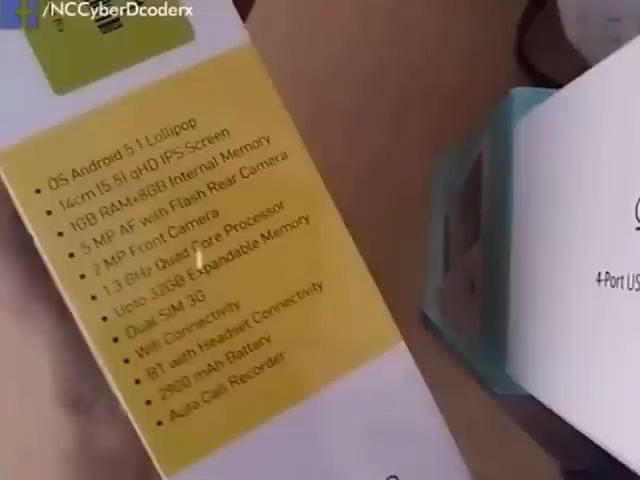 /NCCyberDcoderx
OS Android 5.1 Lollipop
14cm [5.5] qHD IPS Screen
1GB RAM+8GB Internal Memory
5 MP AF with Flash Rear Camera
2 MP Front Camera
1.3 GHz Quad Core Processor
Upto 32GB Expandable Memory
Dual SIM 3G
Wifi Connectivity
BT with Headset Connectivity
2900 mAh Battery
Auto Call Recorder
4-Port US